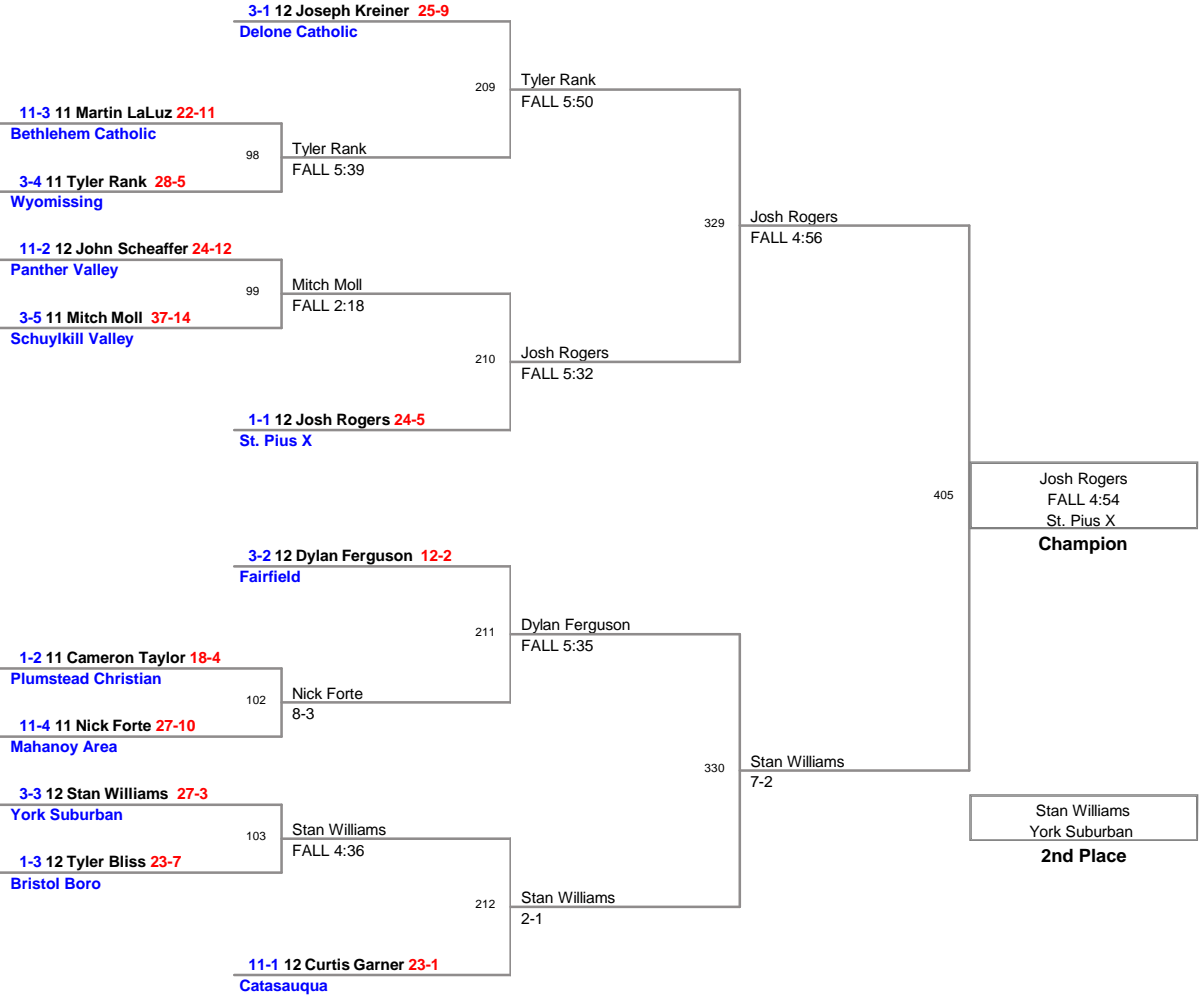 3-1 12 Joseph Kreiner 25-9
Delone Catholic
209
Tyler Rank
FALL 5:50
11-3 11 Martin LaLuz 22-11
Bethlehem Catholic
98
Tyler Rank
FALL 5:39
3-4 11 Tyler Rank 28-5
Wyomissing
329
Josh Rogers
FALL 4:56
11-2 12 John Scheaffer 24-12
Panther Valley
99
Mitch Moll
FALL 2:18
3-5 11 Mitch Moll 37-14
Schuylkill Valley
210
Josh Rogers
FALL 5:32
1-1 12 Josh Rogers 24-5
St. Pius X
405
Josh Rogers
FALL 4:54
St. Pius X
Champion
3-2 12 Dylan Ferguson 12-2
Fairfield
211
Dylan Ferguson
FALL 5:35
1-2 11 Cameron Taylor 18-4
Plumstead Christian
102
Nick Forte
8-3
11-4 11 Nick Forte 27-10
Mahanoy Area
330
Stan Williams
7-2
3-3 12 Stan Williams 27-3
York Suburban
103
Stan Williams
FALL 4:36
1-3 12 Tyler Bliss 23-7
Bristol Boro
212
Stan Williams
2-1
11-1 12 Curtis Garner 23-1
Catasauqua
Stan Williams
York Suburban
2nd Place